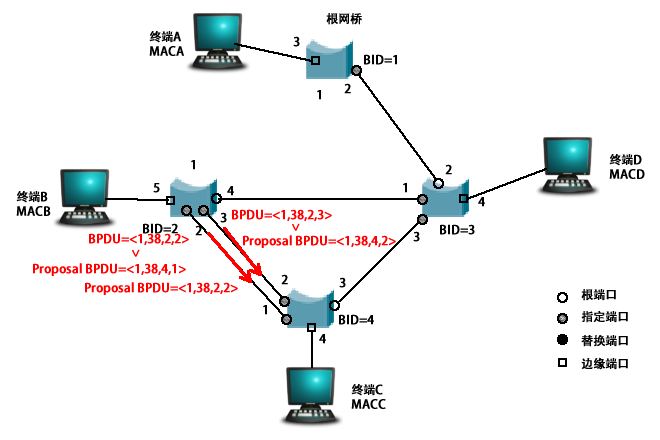 根网桥
终端A
MACA
3
BID=1
1
2
终端D
MACD
终端B
MACB
1
5
4
1
2
4
BID=2
2
3
BID=3
3
BPDU=<1,38,2,3>
BPDU=<1,38,2,2>
Proposal BPDU=<1,38,4,2>
Proposal BPDU=<1,38,4,1>
Proposal BPDU=<1,38,2,2>
2
3
1
BID=4
4
根端口
指定端口
替换端口
边缘端口
终端C
MACC